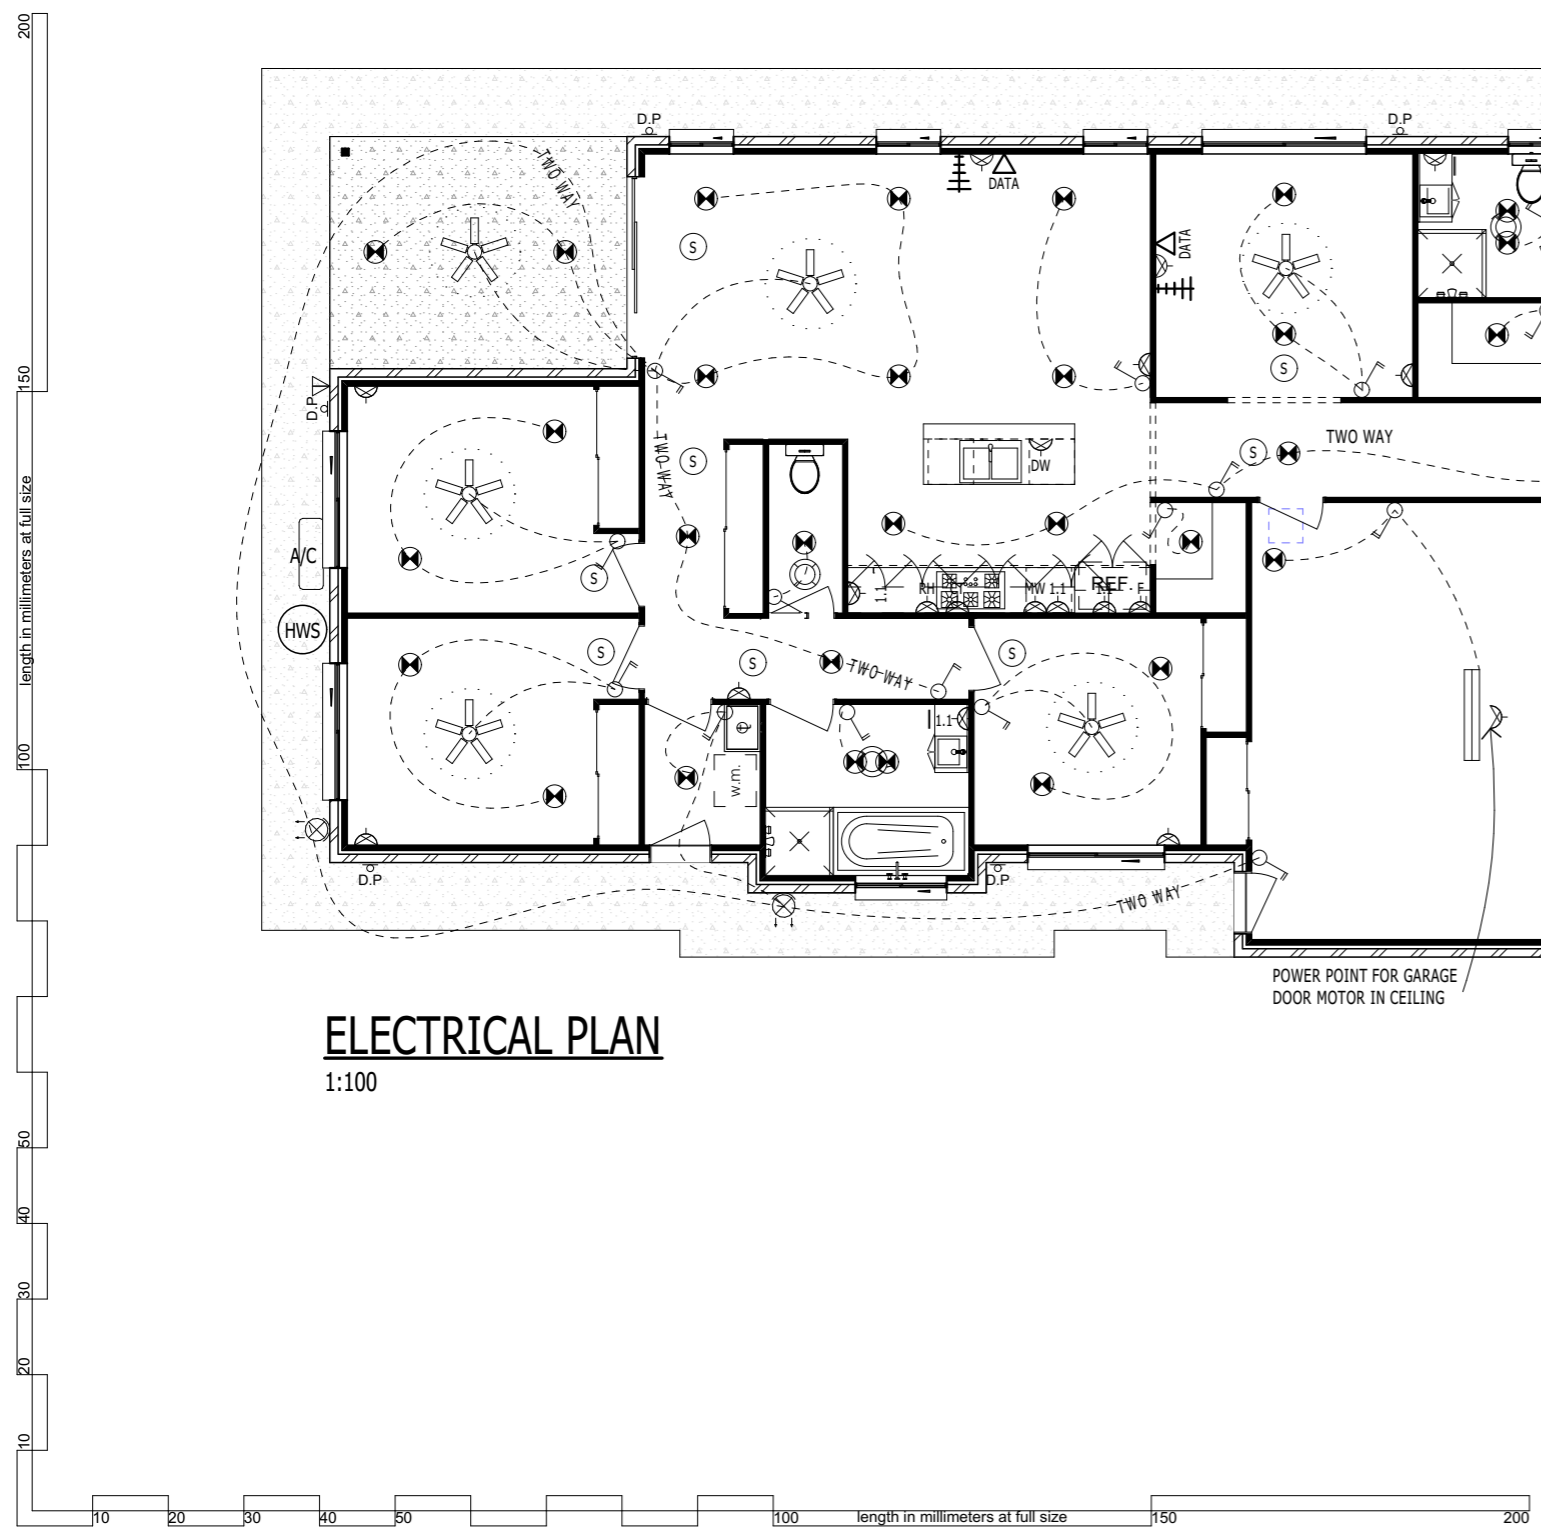 200
D.P
D.P
TWO WAY
DATA
DATA
150
D.P
TWO WAY
TWO WAY
S
S
S
S
DW
length in millimeters at full size
A/C
S
1.1
RH
MW
1.1
REF.
1.1
F
HWS
S
S
S
TWO WAY
1.1
100
w.m.
D.P
D.P
TWO WAY
POWER POINT FOR GARAGE
DOOR MOTOR IN CEILING
ELECTRICAL PLAN
1:100
50
40
30
20
10
10
20
30
40
50
100
length in millimeters at full size
150
200